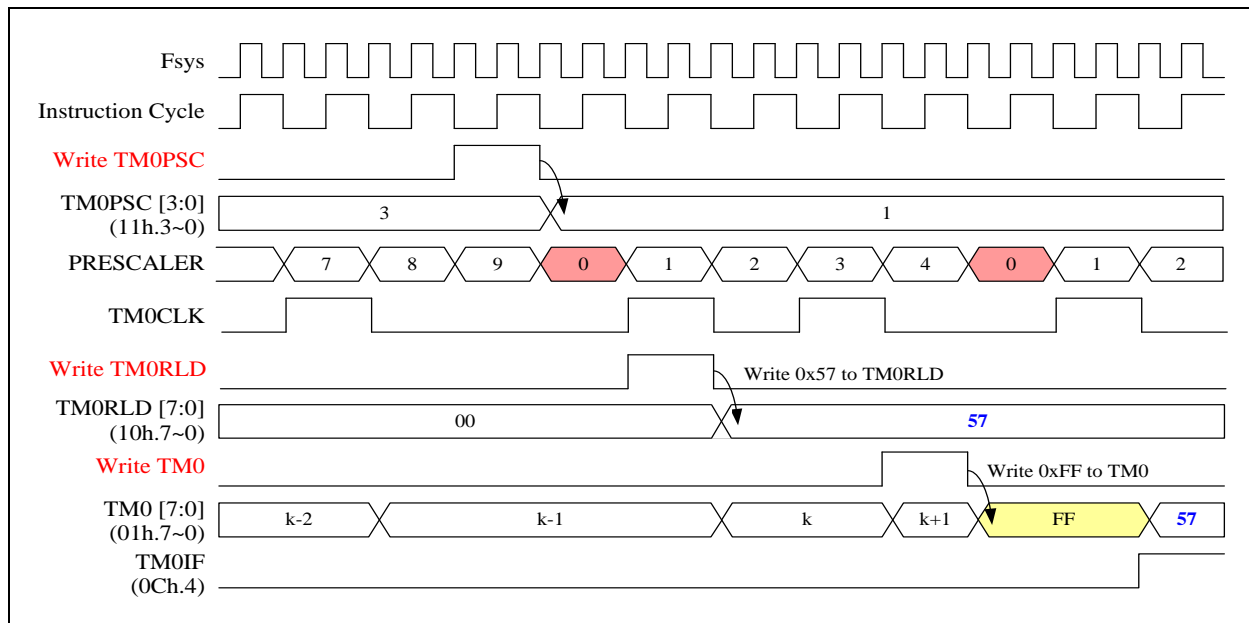 Fsys
Instruction Cycle
Write TM0PSC
TM0PSC [3:0]
(11h.3~0)
3
1
PRESCALER
7 8 9 0 1 2 3 4 0 1 2
TM0CLK
Write TM0RLD
Write 0x57 to TM0RLD
TM0RLD [7:0]
(10h.7~0)
00
57
Write TM0
Write 0xFF to TM0
TM0 [7:0]
(01h.7~0)
k-2 k-1 k k+1 FF 57
TM0IF
(0Ch.4)